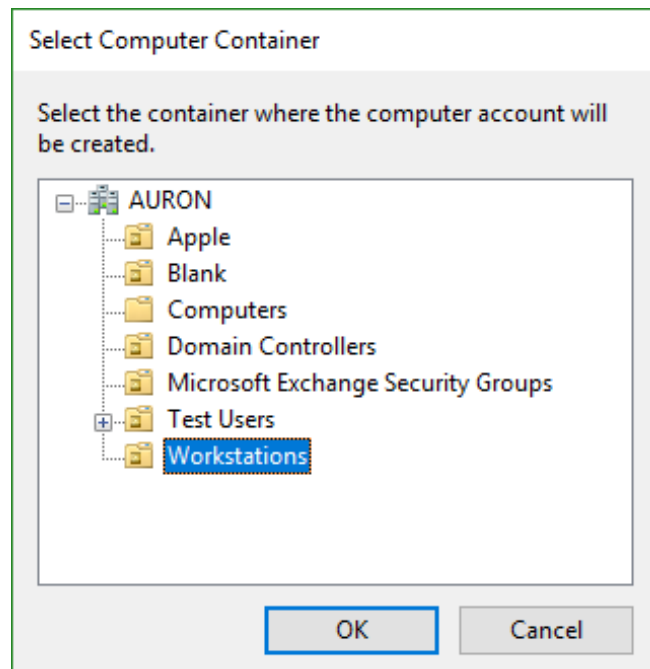 Select Computer Container
Select the container where the computer account will
be created.
AURON
Apple
Blank
Computers
Domain Controllers
Microsoft Exchange Security Groups
Test Users
Workstations
OK
Cancel